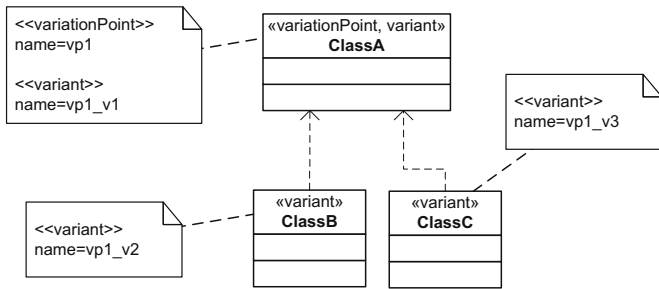 <<variationPoint>>
name=vp1
<<variant>>
name=vp1_v1
«variationPoint, variant»
ClassA
<<variant>>
name=vp1_v3
<<variant>>
name=vp1_v2
«variant»
ClassB
«variant»
ClassC